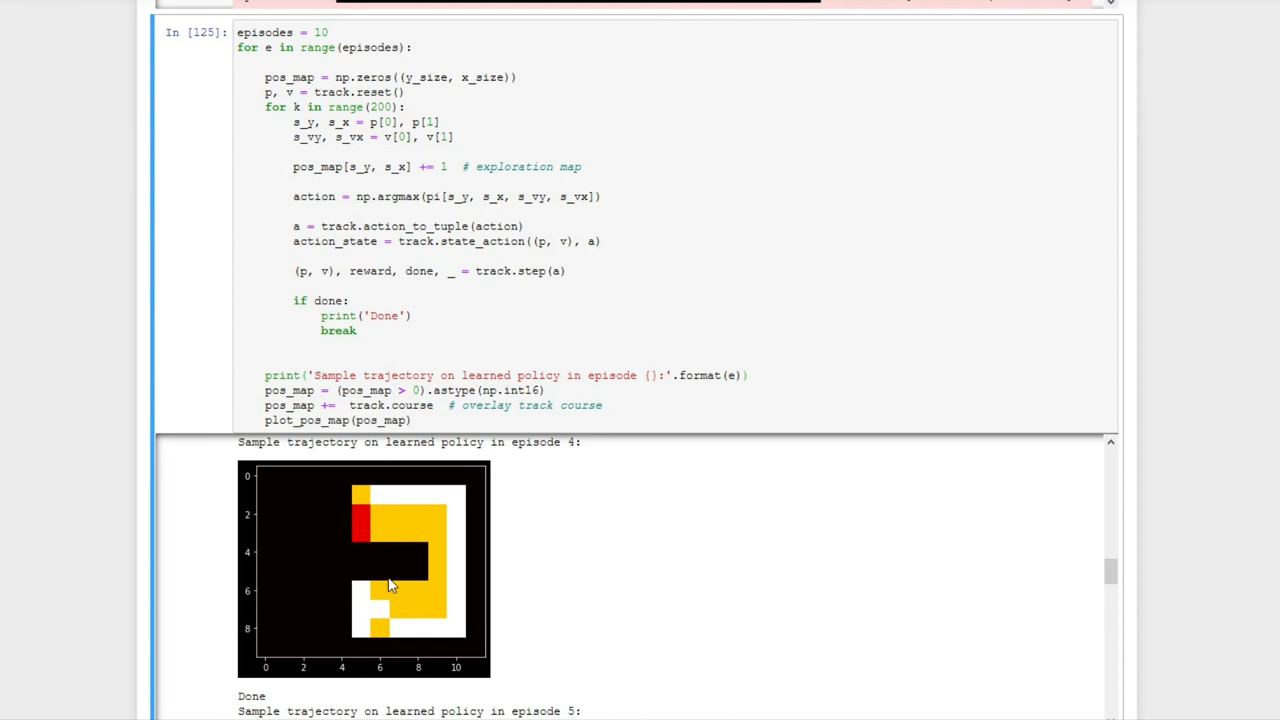 In [125]:
episodes = 10
for e in range(episodes):
pos_map = np.zeros((y_size, x_size))
p, v = track.reset()
for k in range(200):
s_y, s_x = p[0], p[1]
s_vy, s_vx = v[0], v[1]
pos_map[s_y, s_x] += 1  # exploration map
action = np.argmax(pi[s_y, s_x, s_vy, s_vx])
a = track.action_to_tuple(action)
action_state = track.state_action((p, v), a)
(p, v), reward, done, _ = track.step(a)
if done:
print('Done')
break
print('Sample trajectory on learned policy in episode {}:'.format(e))
pos_map = (pos_map > 0).astype(np.int16)
pos_map +=  track.course  # overlay track course
plot_pos_map(pos_map)
Sample trajectory on learned policy in episode 4:
0
2
4
6
8
0 2 4 6 8 10
Done
Sample trajectory on learned policy in episode 5: